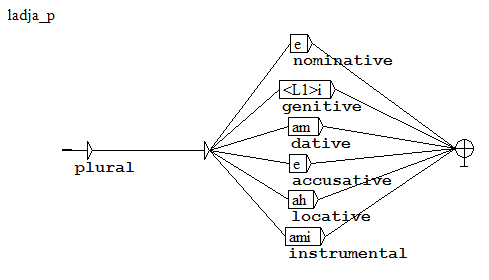 ladja_p
e
nominative
<L1>i
genitive
am
dative
plural
e
accusative
ah
locative
ami
instrumental